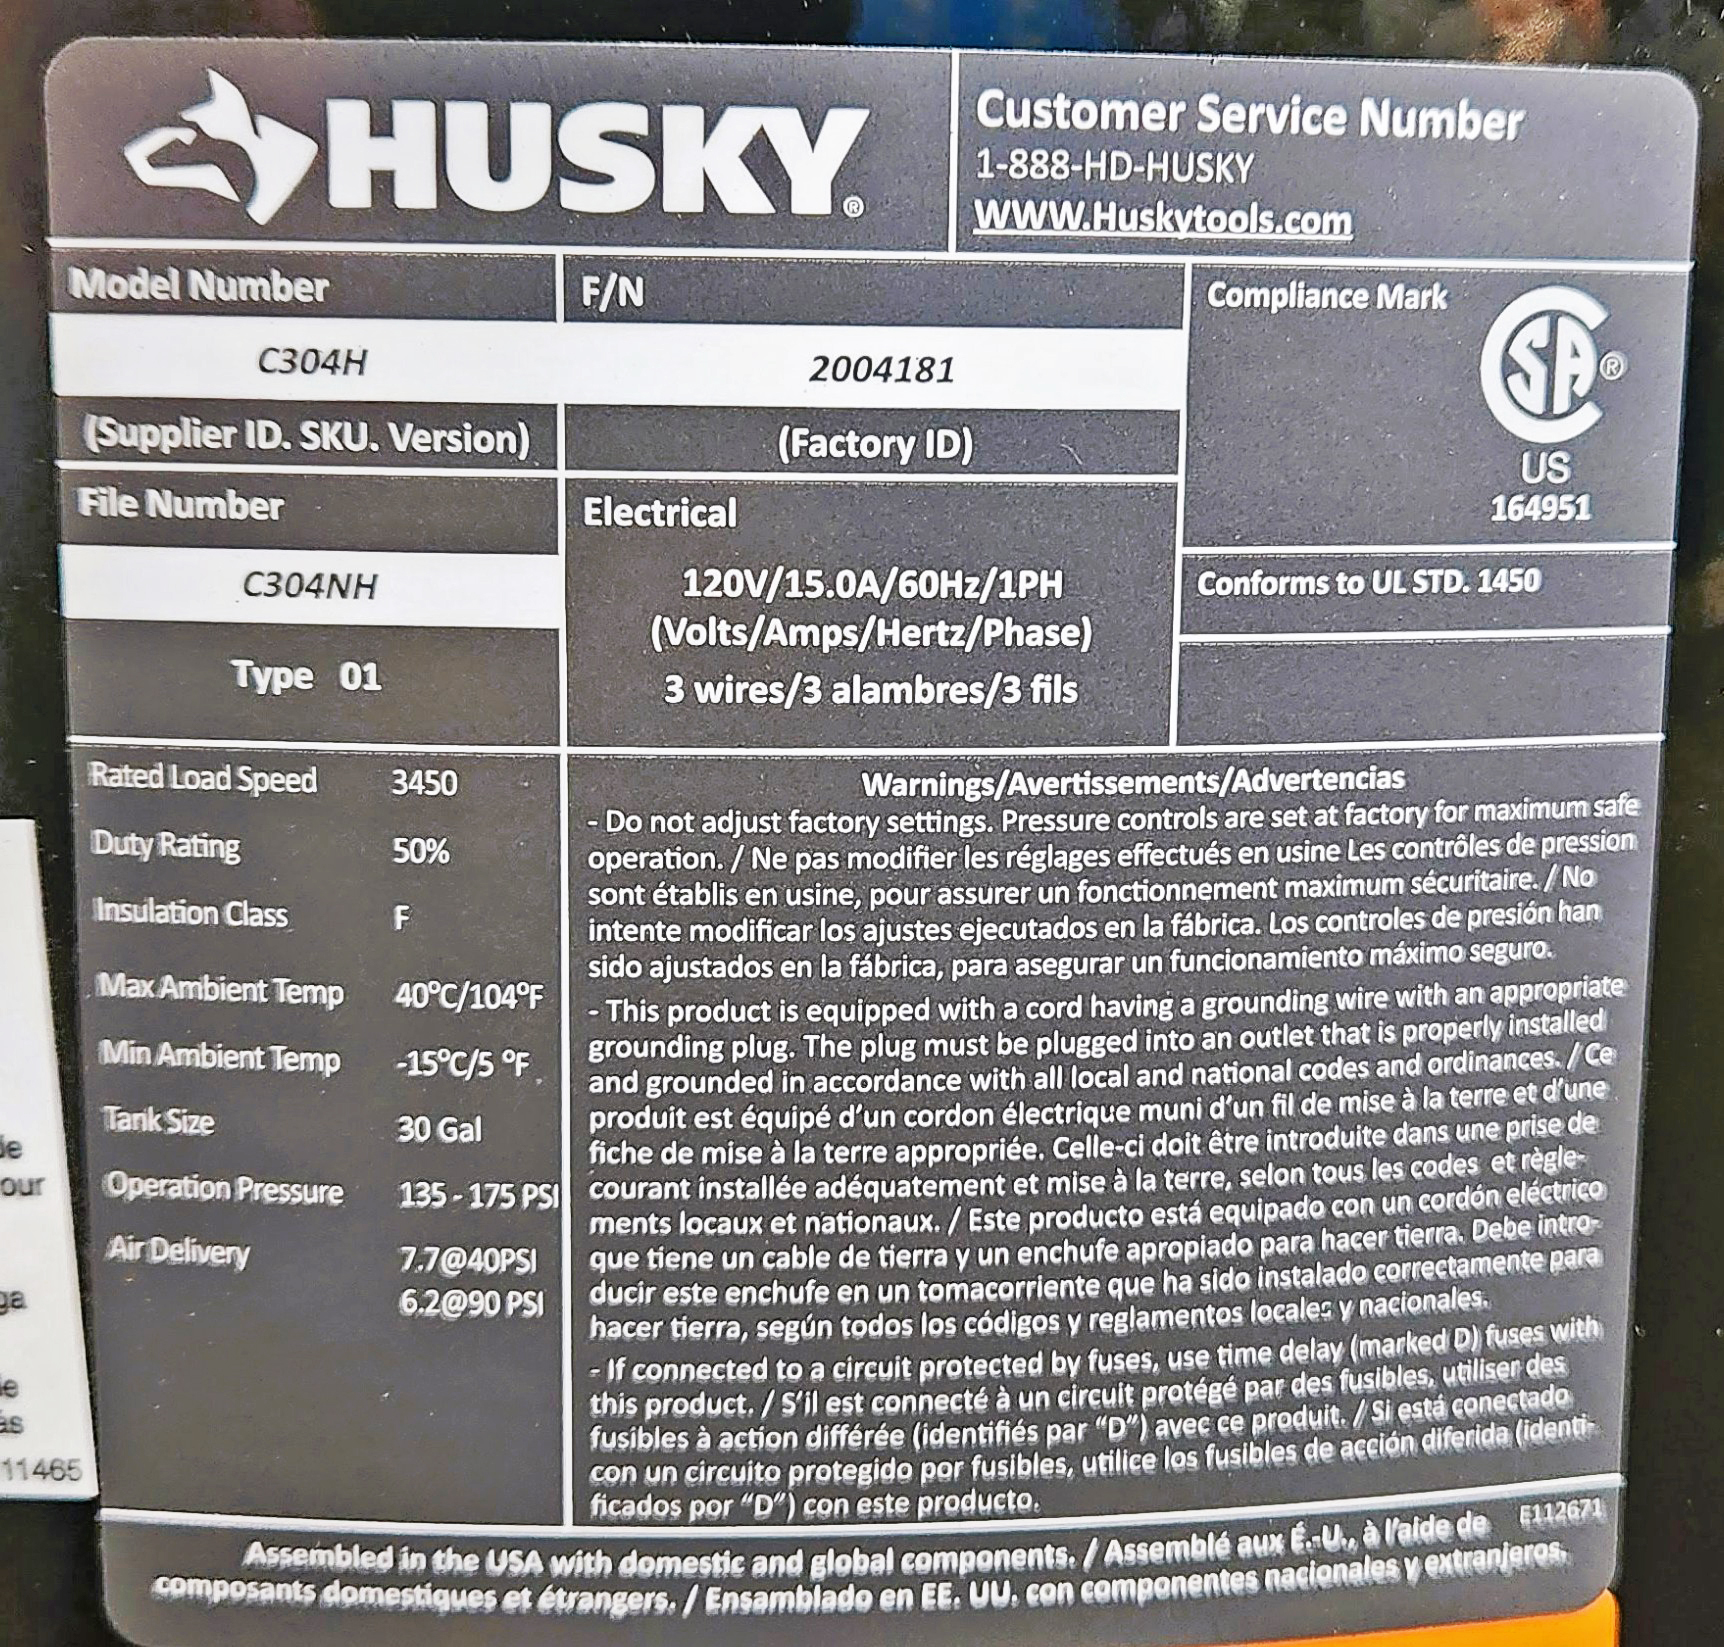 HUSKY®
Customer Service Number
1-888-HD-HUSKY
WWW.Huskytools.com
Model Number
C304H
(Supplier ID. SKU. Version)
F/N
2004181
(Factory ID)
Compliance Mark
CSA®
US
164951
File Number
C304NH
Type 01
Electrical
120V/15.0A/60Hz/1PH
(Volts/Amps/Hertz/Phase)
3 wires/3 alambres/3 fils
Conforms to UL STD. 1450
Rated Load Speed 3450
Duty Rating 50%
Insulation Class F
Max Ambient Temp 40°C/104°F
Min Ambient Temp -15°C/5 °F
Tank Size 30 Gal
Operation Pressure 135 - 175 PSI
Air Delivery 7.7@40PSI
6.2@90 PSI
Warnings/Avertissements/Advertencias
- Do not adjust factory settings. Pressure controls are set at factory for maximum safe
operation. / Ne pas modifier les réglages effectués en usine Les contrôles de pression
sont établis en usine, pour assurer un fonctionnement maximum sécuritaire. / No
intente modificar los ajustes ejecutados en la fábrica. Los controles de presión han
sido ajustados en la fábrica, para asegurar un funcionamiento máximo seguro.
- This product is equipped with a cord having a grounding wire with an appropriate
grounding plug. The plug must be plugged into an outlet that is properly installed
and grounded in accordance with all local and national codes and ordinances. / Ce
produit est équipé d'un cordon électrique muni d'un fil de mise à la terre et d'une
fiche de mise à la terre appropriée. Celle-ci doit être introduite dans une prise de
courant installée adéquatement et mise à la terre, selon tous les codes et règle-
ments locaux et nationaux. / Este producto está equipado con un cordón eléctrico
que tiene un cable de tierra y un enchufe apropiado para hacer tierra. Debe intro-
ducir este enchufe en un tomacorriente que ha sido instalado correctamente para
hacer tierra, según todos los códigos y reglamentos locales y nacionales.
- If connected to a circuit protected by fuses, use time delay (marked D) fuses with
this product. / S'il est connecté à un circuit protégé par des fusibles, utiliser des
fusibles à action différée (identifiés par "D") avec ce produit. / Si está conectado
con un circuito protegido por fusibles, utilice los fusibles de acción diferida (identi-
ficados por "D") con este producto.
E112671
Assembled in the USA with domestic and global components. / Assemblé aux É.-U., à l'aide de
composants domestiques et étrangers. / Ensamblado en EE. UU. con componentes nacionales y extranjeros.
our
11465